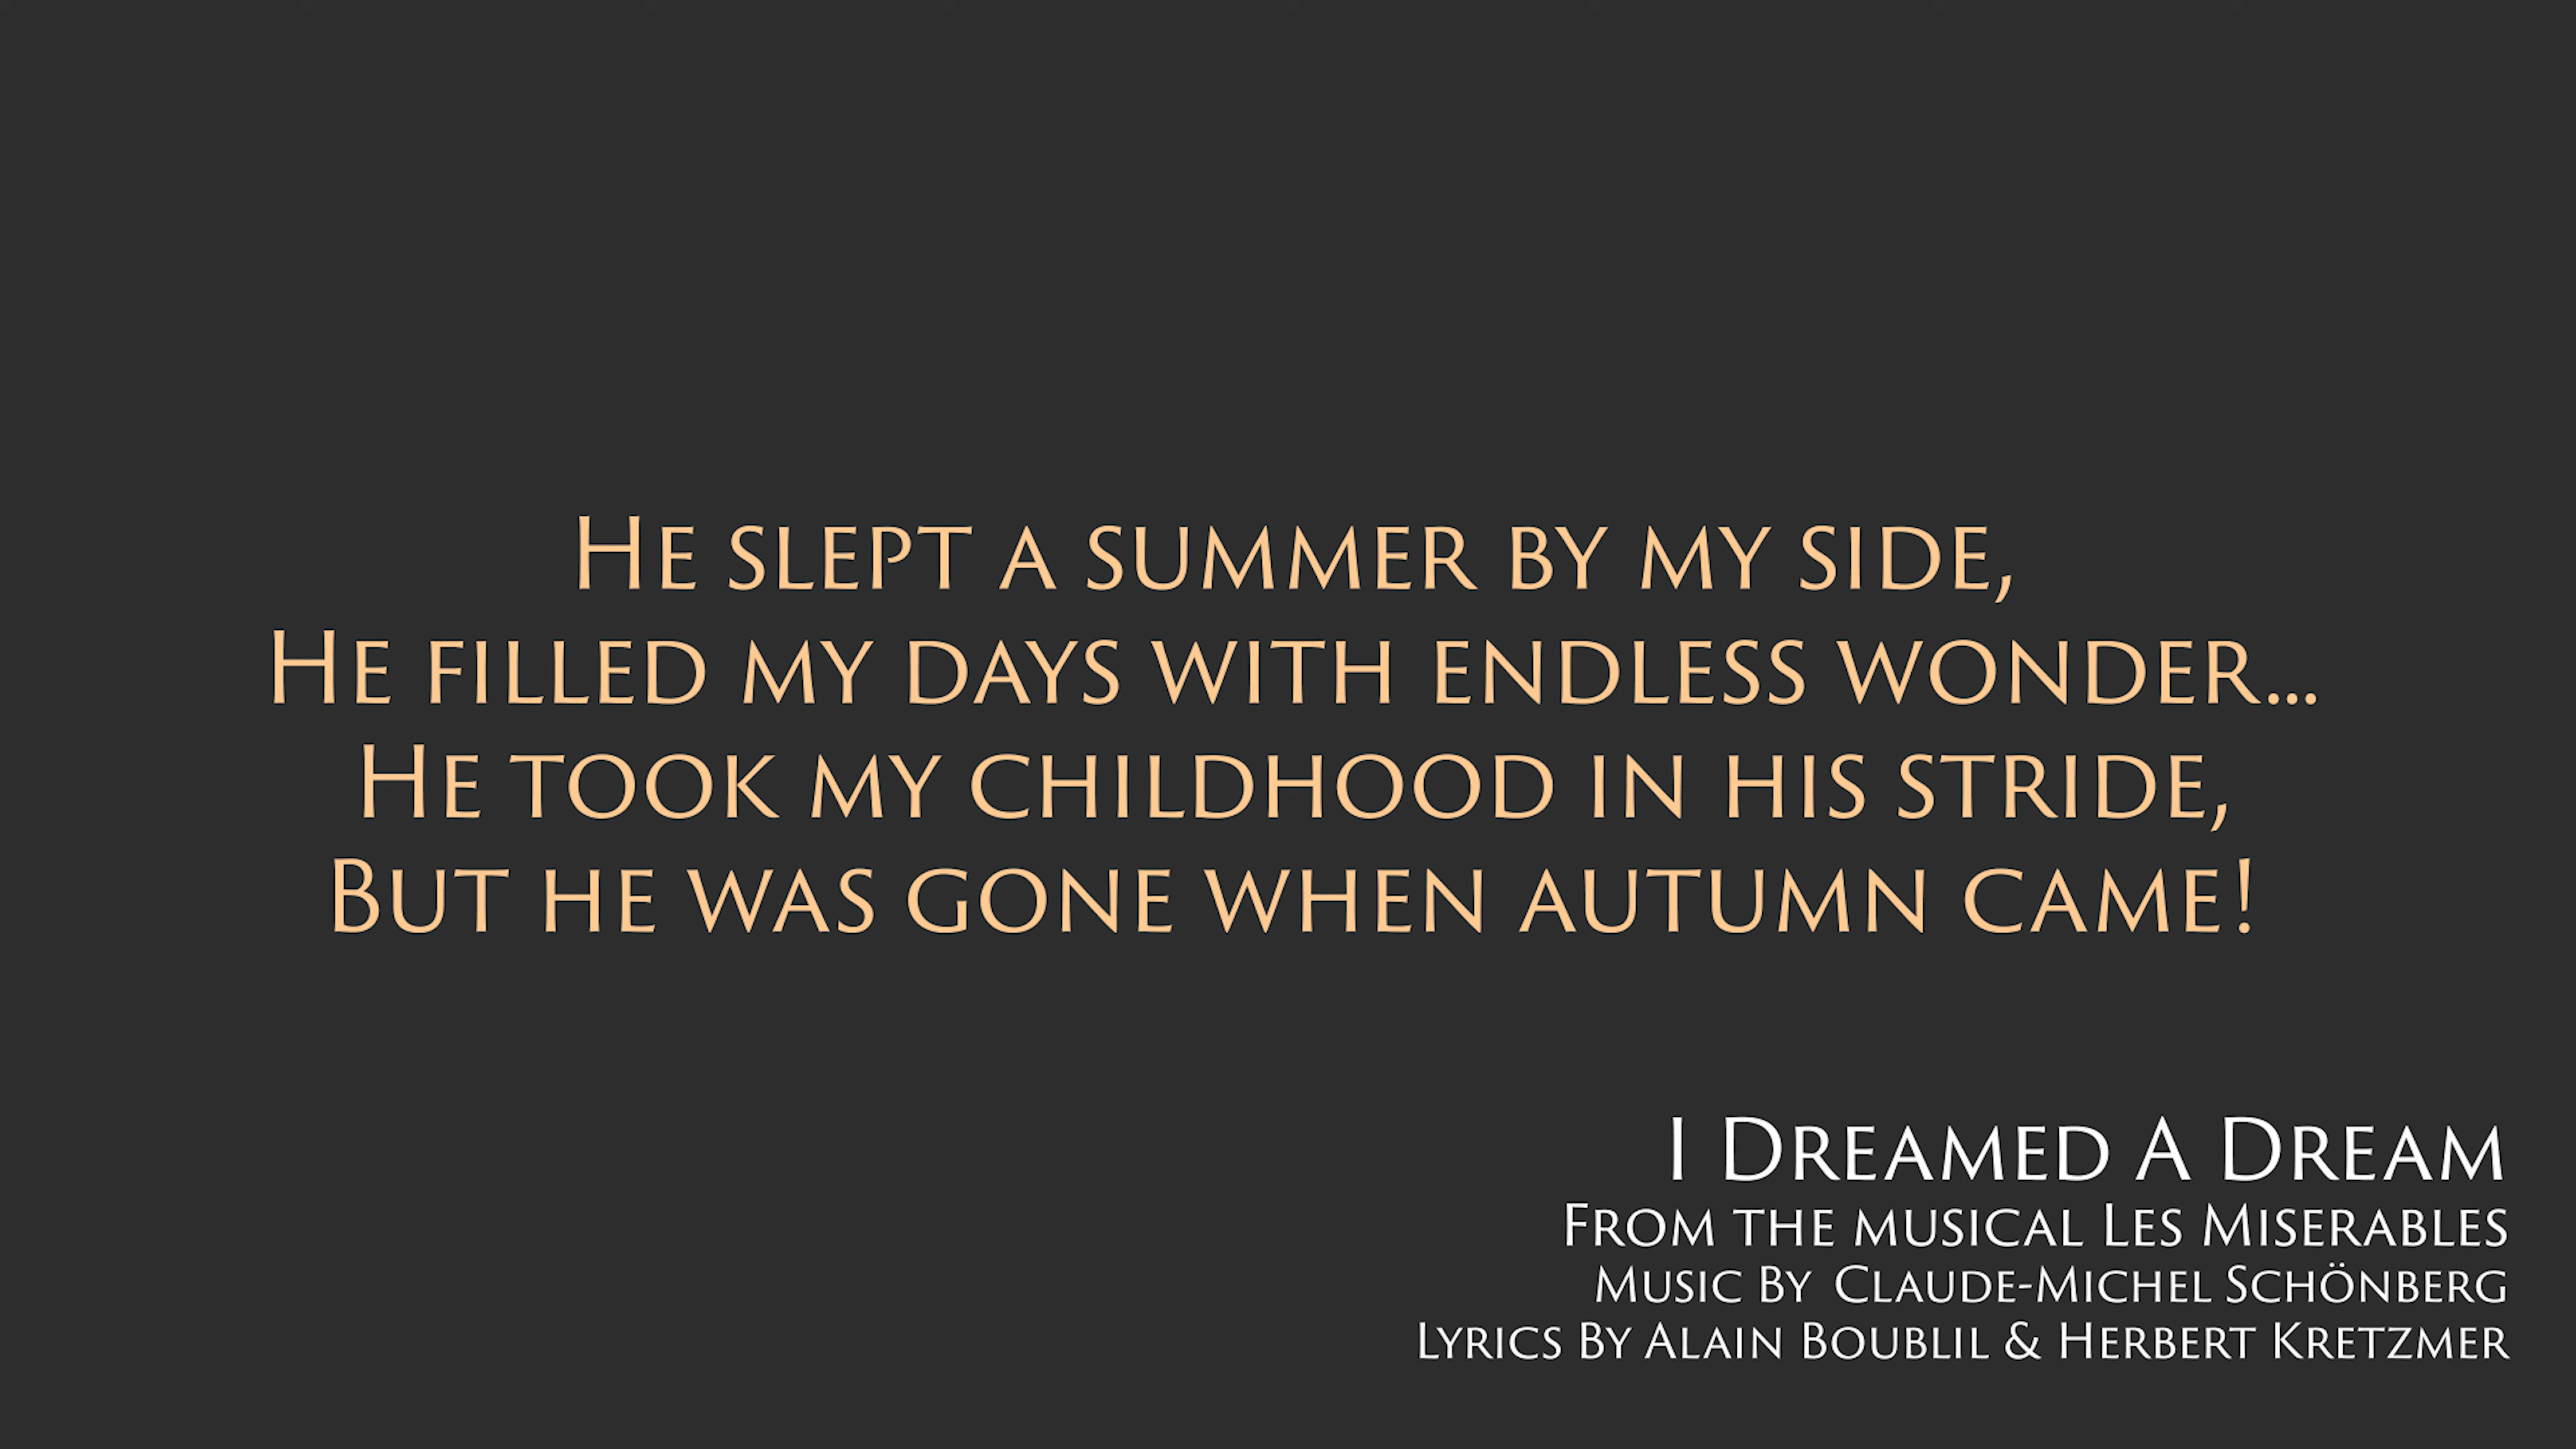 He slept a summer by my side,
He filled my days with endless wonder...
He took my childhood in his stride,
But he was gone when autumn came!
I Dreamed A Dream
From the musical Les Miserables
Music By Claude-Michel Schönberg
Lyrics By Alain Boublil & Herbert Kretzmer